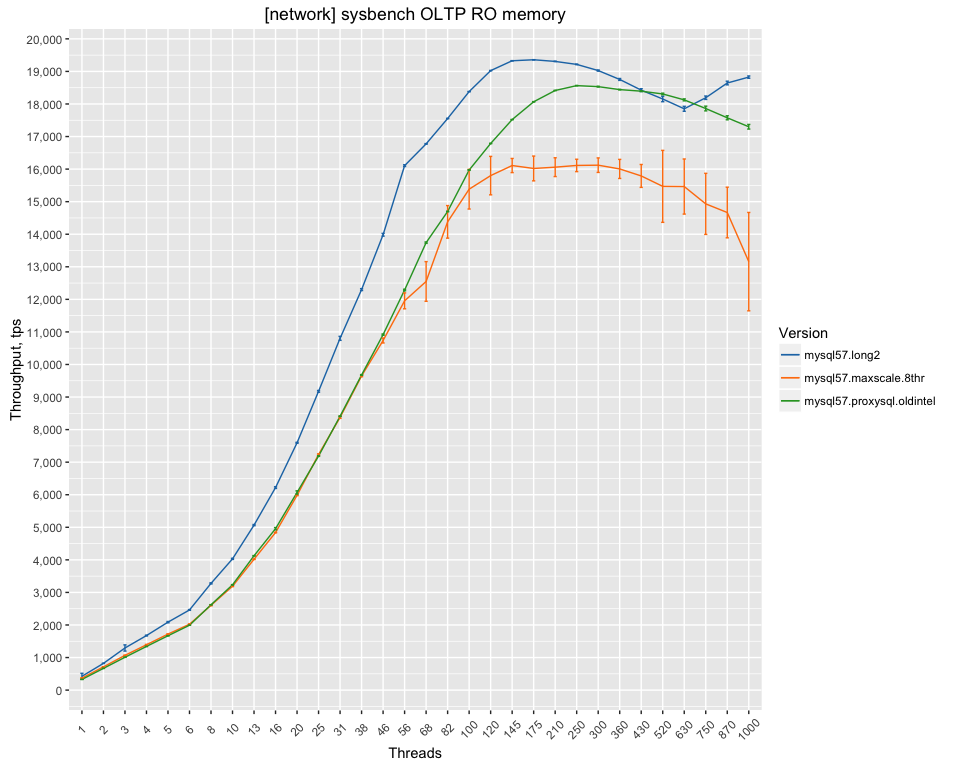 [network] sysbench OLTP RO memory
Throughput, tps
20,000
19,000
18,000
17,000
16,000
15,000
14,000
13,000
12,000
11,000
10,000
9,000
8,000
7,000
6,000
5,000
4,000
3,000
2,000
1,000
0
1 2 3 4 5 6 8 10 13 16 20 25 31 38 46 56 68 82 100 120 145 175 210 250 300 360 430 520 630 750 870 1000
Threads
Version
mysql57.long2
mysql57.maxscale.8thr
mysql57.proxysql.oldintel